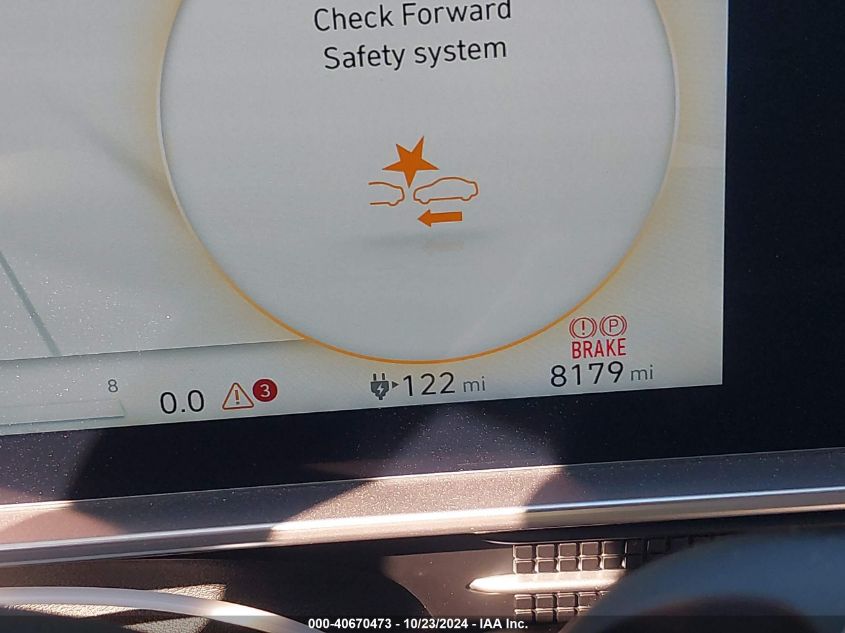 Check Forward
Safety system
P
BRAKE
8
0.0
3
122 mi
8179 mi
000-40670473 - 10/23/2024 - IAA Inc.